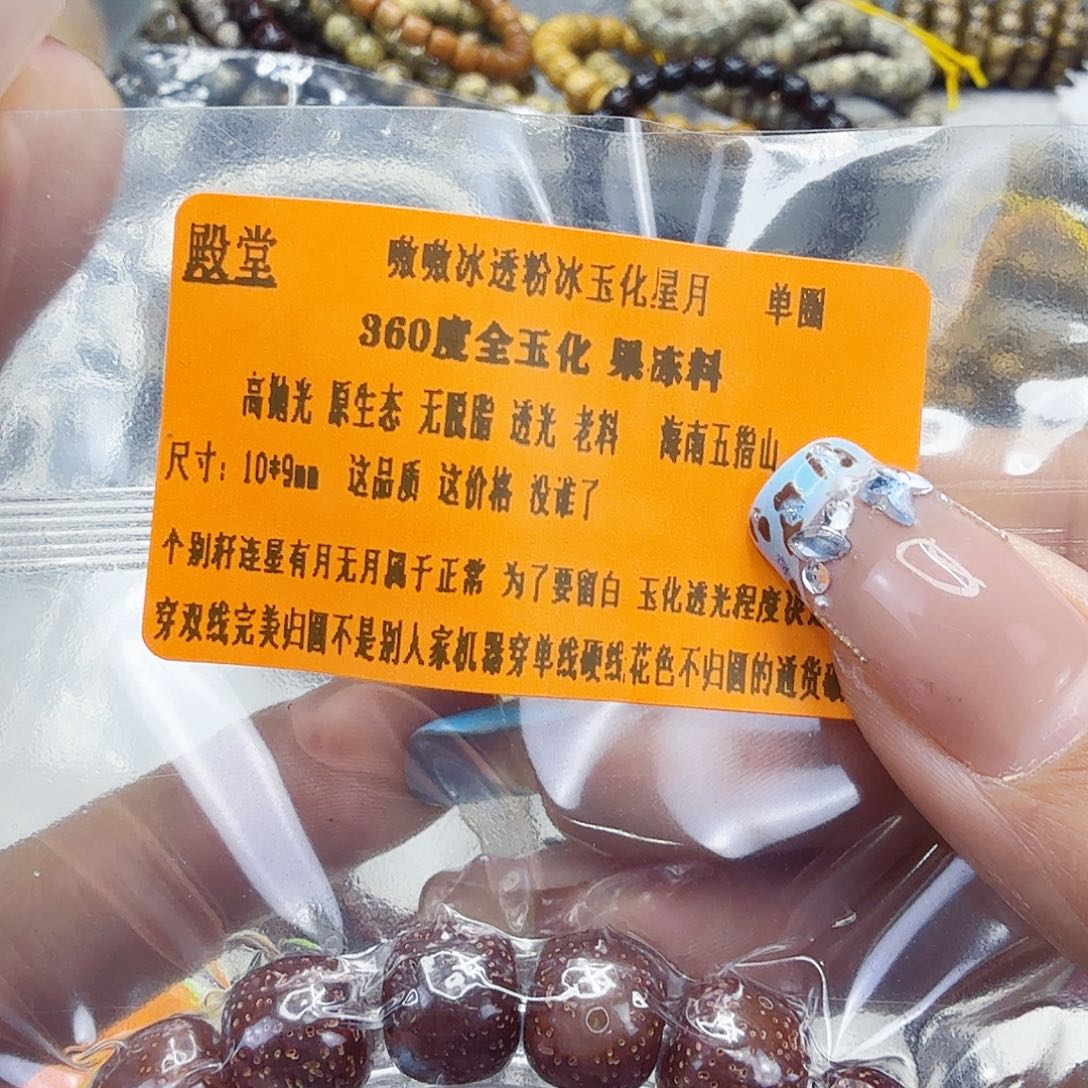 殿堂 嗷嗷冰透粉冰玉化星月 单圈
360度全玉化 果冻料
高抛光 原生态 无脱脂 透光 老料 海南五指山
尺寸：10*9mm 这品质 这价格 没谁了
个别籽连星有月无月属于正常 为了要留白 玉化透光程度决
穿双线完美归圆不是别人家机器穿单线硬线花色不归圆的通货